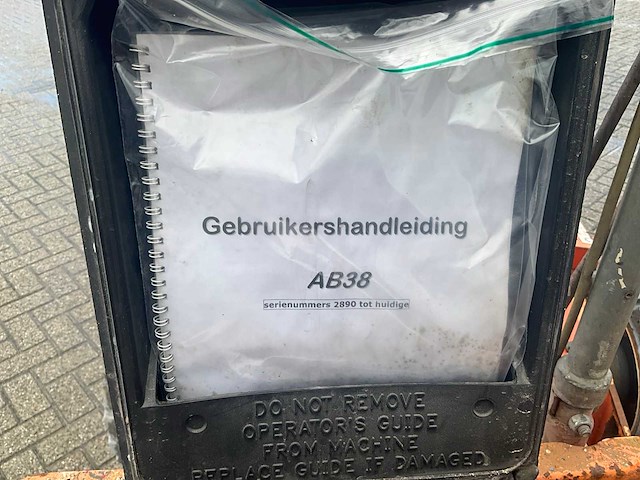 Gebruikershandleiding
AB38
serienummers 2890 tot huidige
DO NOT REMOVE
OPERATOR'S GUIDE
FROM MACHINE
REPLACE GUIDE IF DAMAGED